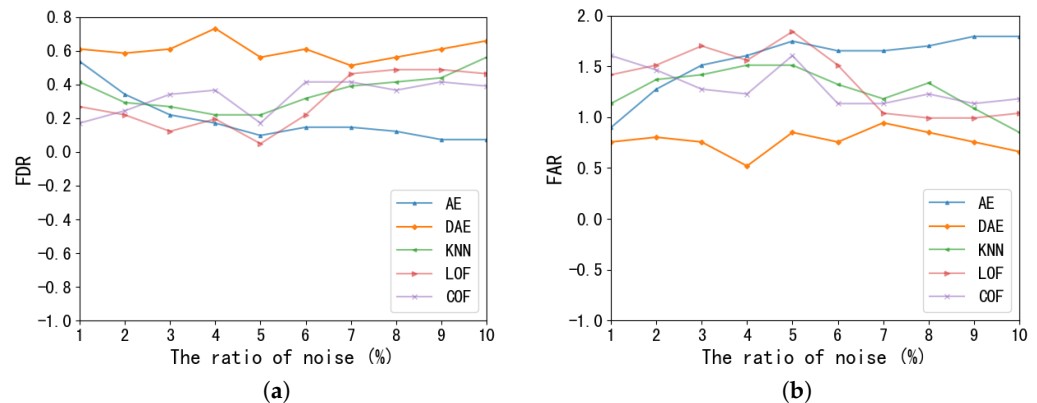 0.8
0.6
0.4
0.2
0.0
−0.2
−0.4
−0.6
−0.8
−1.0
FDR
AE
DAE
KNN
LOF
COF
1 2 3 4 5 6 7 8 9 10
The ratio of noise (%)
(a)
2.0
1.5
1.0
0.5
0.0
−0.5
−1.0
FAR
AE
DAE
KNN
LOF
COF
1 2 3 4 5 6 7 8 9 10
The ratio of noise (%)
(b)